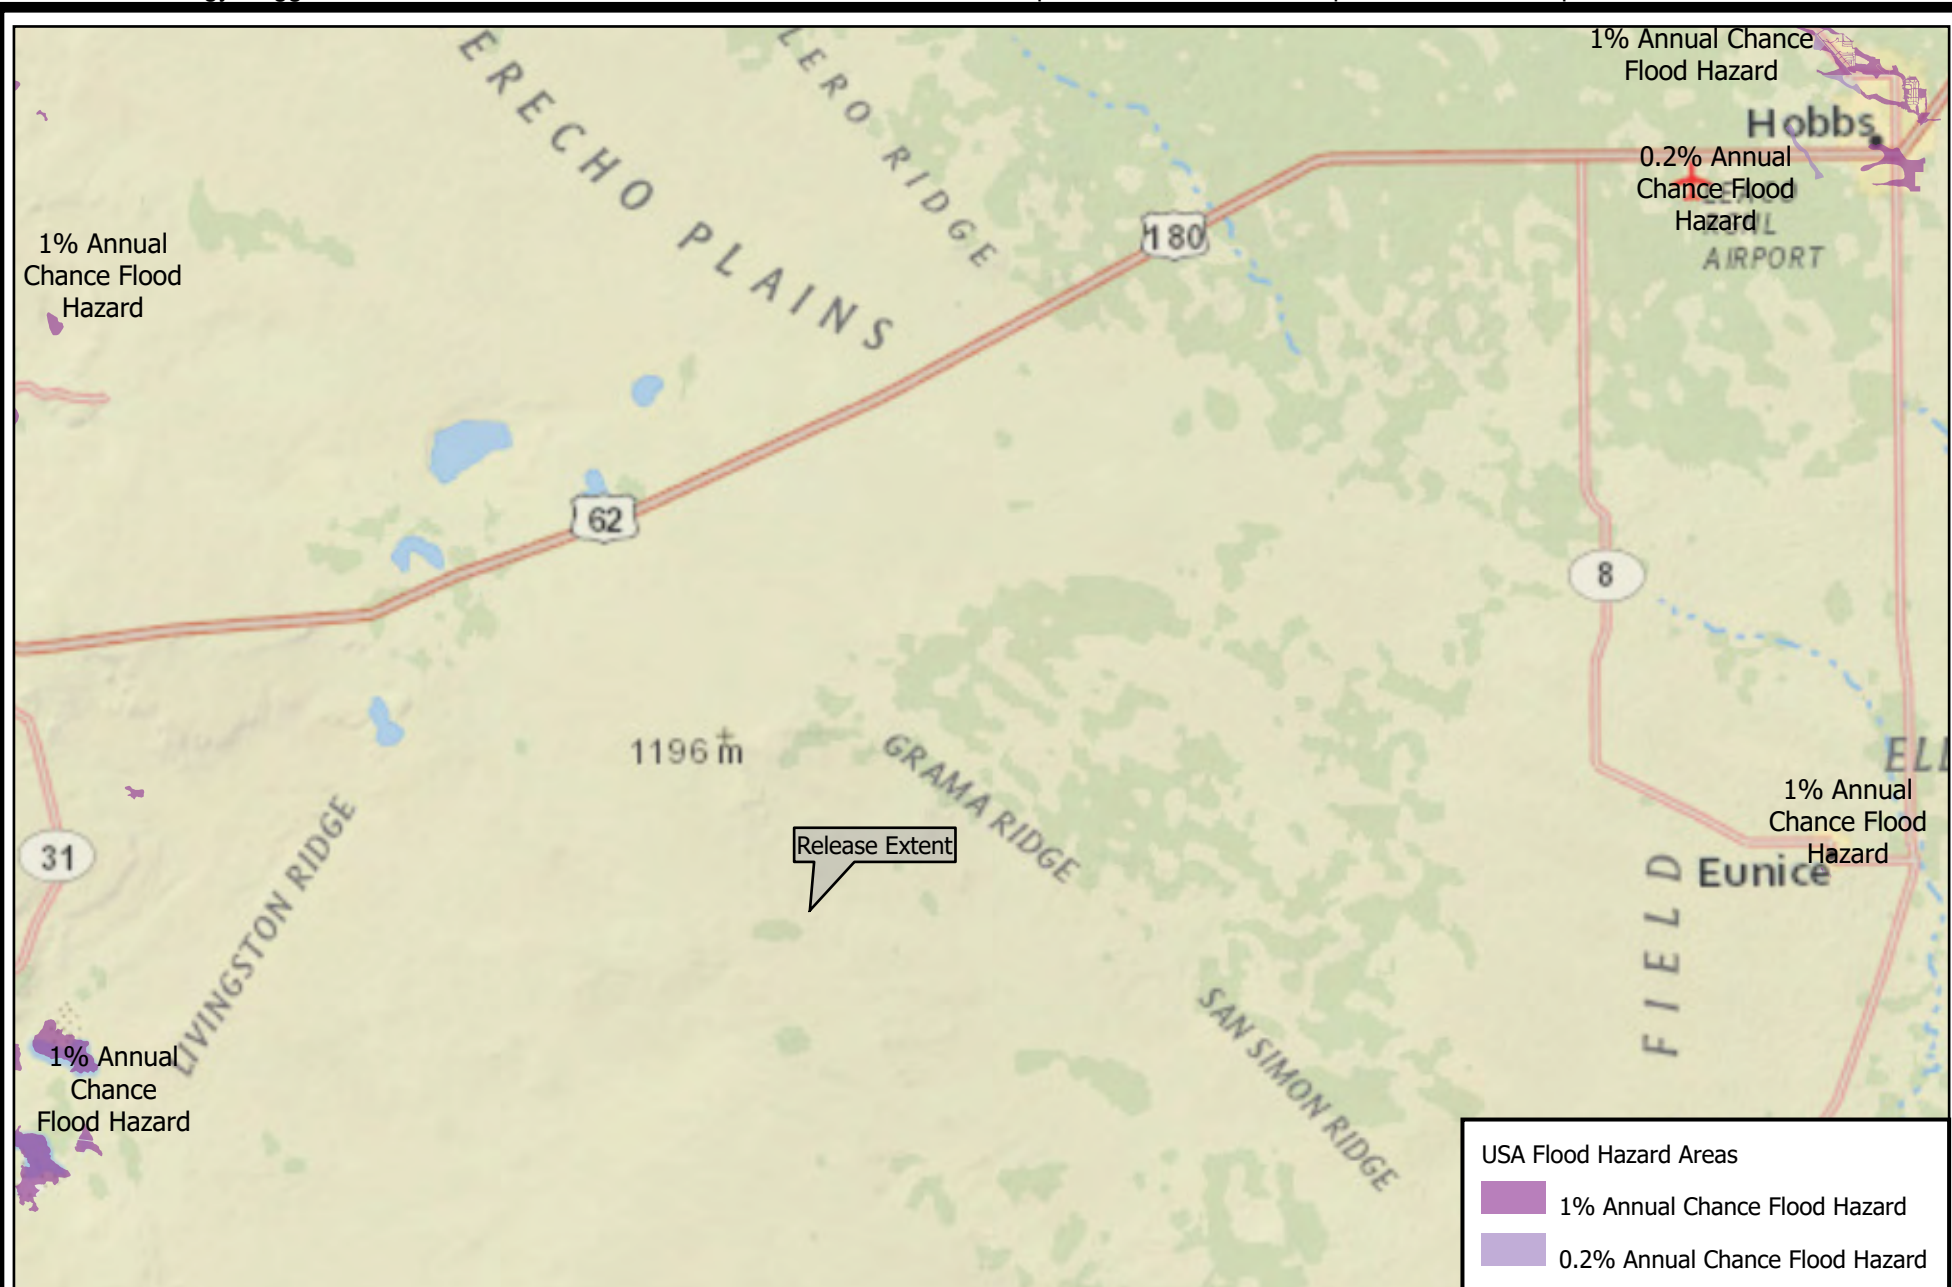 1% Annual Chance
Flood Hazard
ERECHO PLAINS
LERO RIDGE
Hobbs
0.2% Annual
Chance Flood
Hazard
AIRPORT
180
1% Annual
Chance Flood
Hazard
62
8
1196 m
GRAMA RIDGE
ELL
1% Annual
Chance Flood
Hazard
Release Extent
31
LIVINGSTON RIDGE
Eunice
FIELD
SAN SIMON RIDGE
1% Annual
Chance
Flood Hazard
USA Flood Hazard Areas
1% Annual Chance Flood Hazard
0.2% Annual Chance Flood Hazard